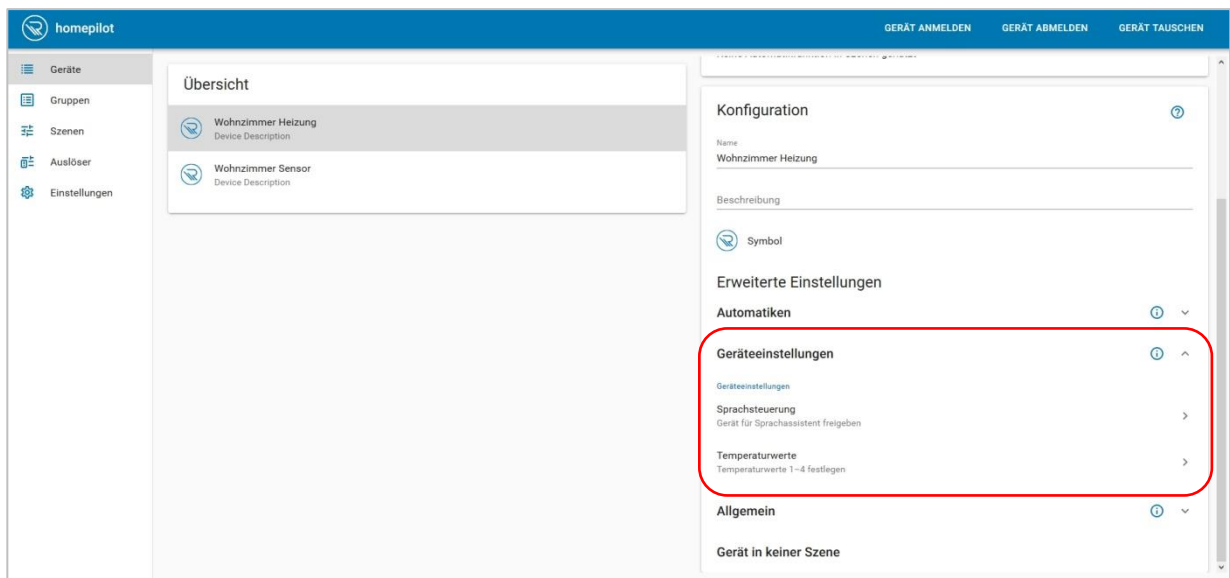 homepilot
GERÄT ANMELDEN
GERÄT ABMELDEN
GERÄT TAUSCHEN
Geräte
Gruppen
Szenen
Auslöser
Einstellungen
Übersicht
Wohnzimmer Heizung
Device Description
Wohnzimmer Sensor
Device Description
Konfiguration
Name
Wohnzimmer Heizung
Beschreibung
Symbol
Erweiterte Einstellungen
Automatiken
Geräteeinstellungen
Geräteeinstellungen
Sprachsteuerung
Gerät für Sprachassistent freigeben
Temperaturwerte
Temperaturwerte 1–4 festlegen
Allgemein
Gerät in keiner Szene